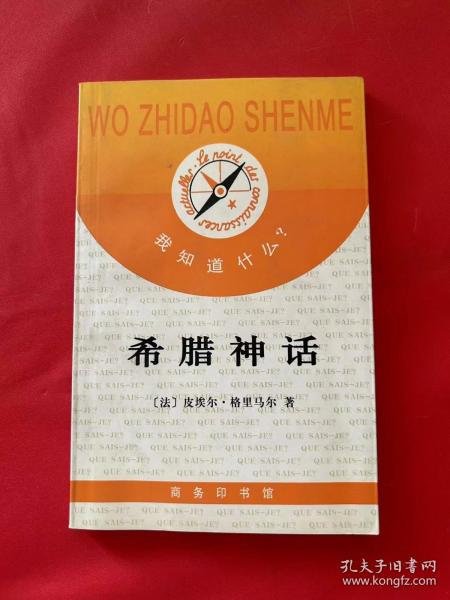 WO ZHIDAO SHENME
Le point des connaissances actuelles
我知道什么?
QUE SAIS-JE?
希腊神话
〔法〕皮埃尔·格里马尔 著
商务印书馆
孔夫子旧书网
www.kongfz.com